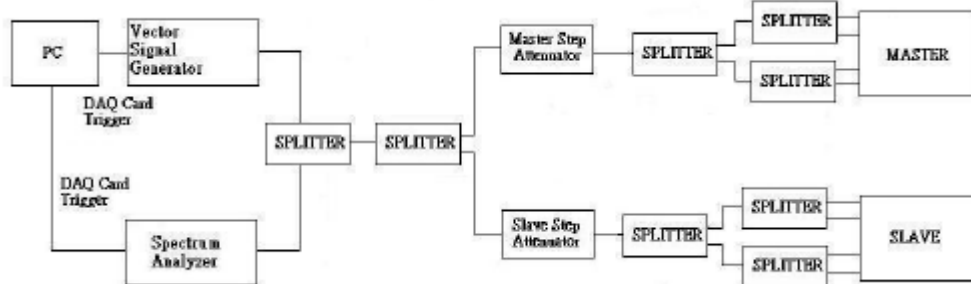 PC
Vector
Signal
Generator
DAQ Card
Trigger
DAQ Card
Trigger
Spectrum
Analyzer
SPLITTER
SPLITTER
Master Step
Attenuator
SPLITTER
SPLITTER
SPLITTER
MASTER
Slave Step
Attenuator
SPLITTER
SPLITTER
SPLITTER
SLAVE